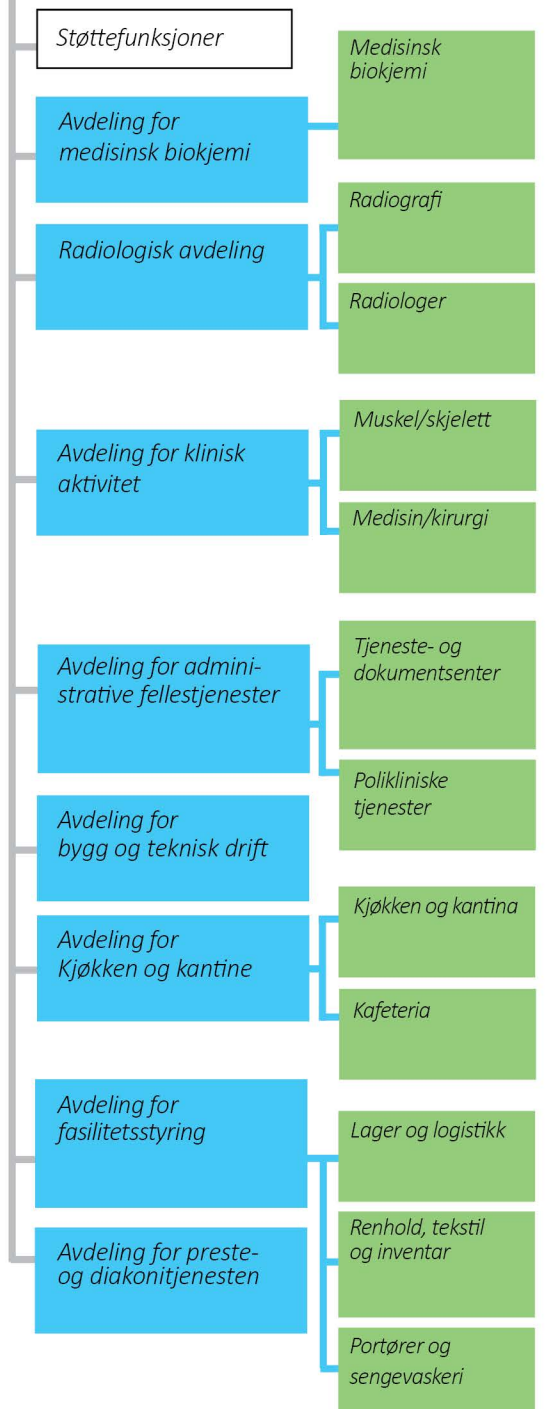 Støttefunksjoner
Avdeling for
medisinsk biokjemi
Medisinsk
biokjemi
Radiologisk avdeling
Radiografi
Radiologer
Avdeling for klinisk
aktivitet
Muskel/skjelett
Medisin/kirurgi
Avdeling for admini-
strative fellestjenester
Tjeneste- og
dokumentsenter
Polikliniske
tjenester
Avdeling for
bygg og teknisk drift
Avdeling for
Kjøkken og kantine
Kjøkken og kantina
Kafeteria
Avdeling for
fasilitetsstyring
Lager og logistikk
Renhold, tekstil
og inventar
Portører og
sengevaskeri
Avdeling for preste-
og diakonitjenesten